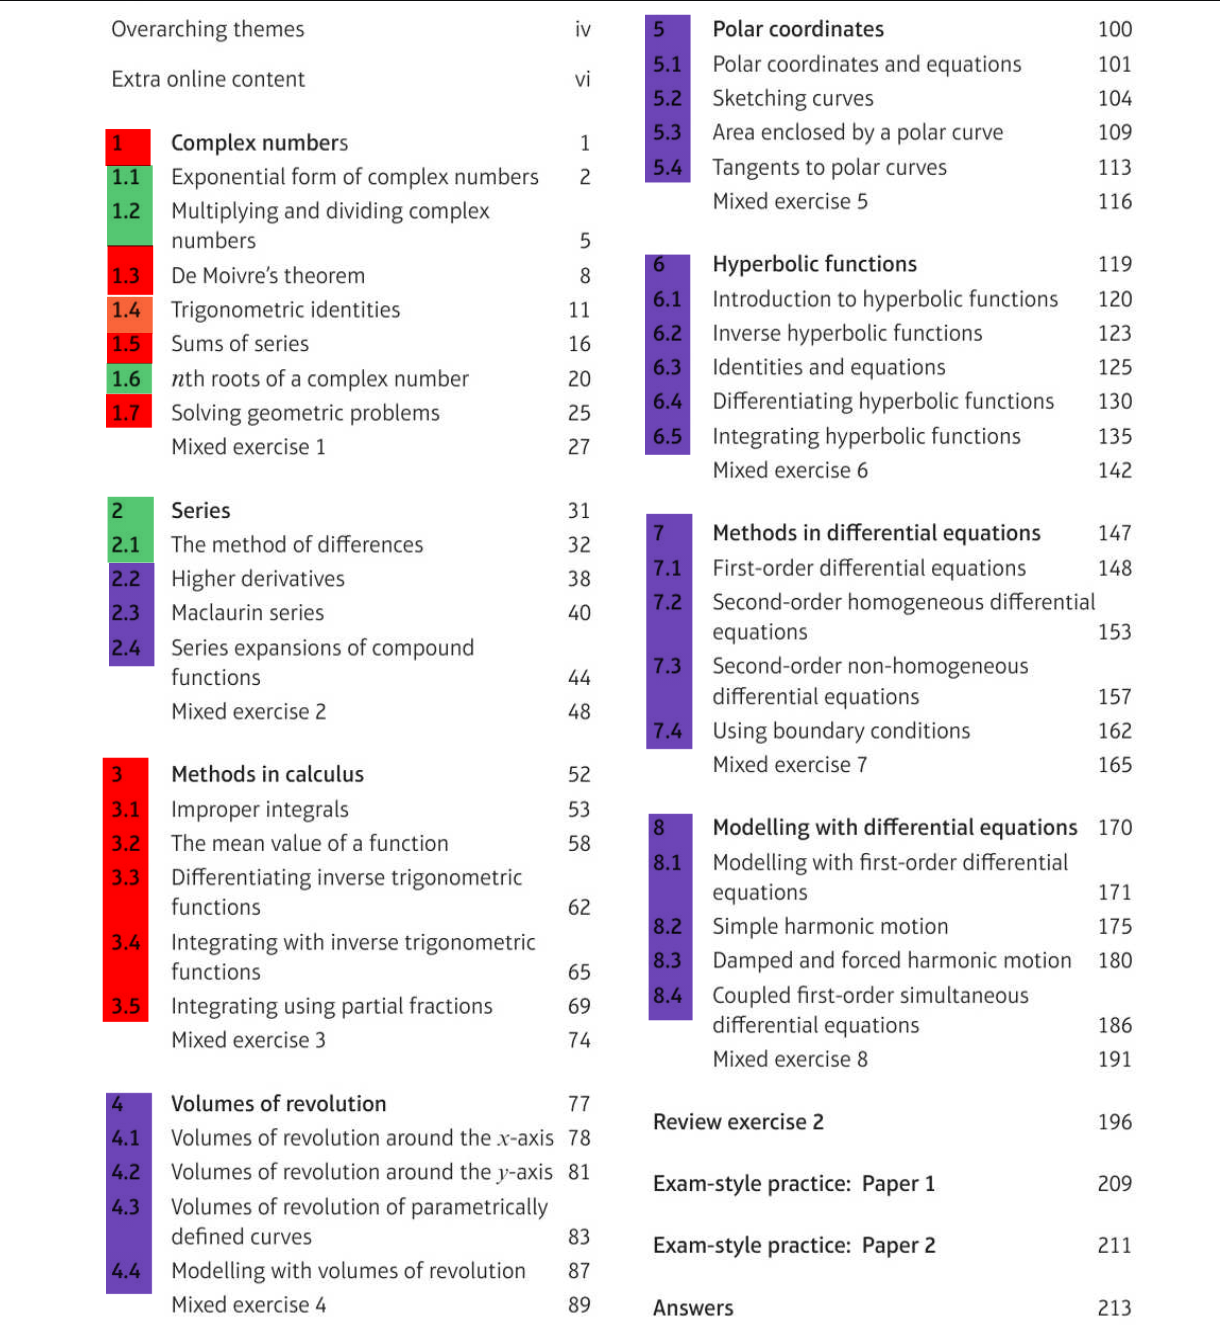 Overarching themes iv
Extra online content vi
1 Complex numbers 1
1.1 Exponential form of complex numbers 2
1.2 Multiplying and dividing complex
numbers 5
1.3 De Moivre's theorem 8
1.4 Trigonometric identities 11
1.5 Sums of series 16
1.6 nth roots of a complex number 20
1.7 Solving geometric problems 25
Mixed exercise 1 27
2 Series 31
2.1 The method of differences 32
2.2 Higher derivatives 38
2.3 Maclaurin series 40
2.4 Series expansions of compound
functions 44
Mixed exercise 2 48
3 Methods in calculus 52
3.1 Improper integrals 53
3.2 The mean value of a function 58
3.3 Differentiating inverse trigonometric
functions 62
3.4 Integrating with inverse trigonometric
functions 65
3.5 Integrating using partial fractions 69
Mixed exercise 3 74
4 Volumes of revolution 77
4.1 Volumes of revolution around the x-axis 78
4.2 Volumes of revolution around the y-axis 81
4.3 Volumes of revolution of parametrically
defined curves 83
4.4 Modelling with volumes of revolution 87
Mixed exercise 4 89
5 Polar coordinates 100
5.1 Polar coordinates and equations 101
5.2 Sketching curves 104
5.3 Area enclosed by a polar curve 109
5.4 Tangents to polar curves 113
Mixed exercise 5 116
6 Hyperbolic functions 119
6.1 Introduction to hyperbolic functions 120
6.2 Inverse hyperbolic functions 123
6.3 Identities and equations 125
6.4 Differentiating hyperbolic functions 130
6.5 Integrating hyperbolic functions 135
Mixed exercise 6 142
7 Methods in differential equations 147
7.1 First-order differential equations 148
7.2 Second-order homogeneous differential
equations 153
7.3 Second-order non-homogeneous
differential equations 157
7.4 Using boundary conditions 162
Mixed exercise 7 165
8 Modelling with differential equations 170
8.1 Modelling with first-order differential
equations 171
8.2 Simple harmonic motion 175
8.3 Damped and forced harmonic motion 180
8.4 Coupled first-order simultaneous
differential equations 186
Mixed exercise 8 191
Review exercise 2 196
Exam-style practice: Paper 1 209
Exam-style practice: Paper 2 211
Answers 213